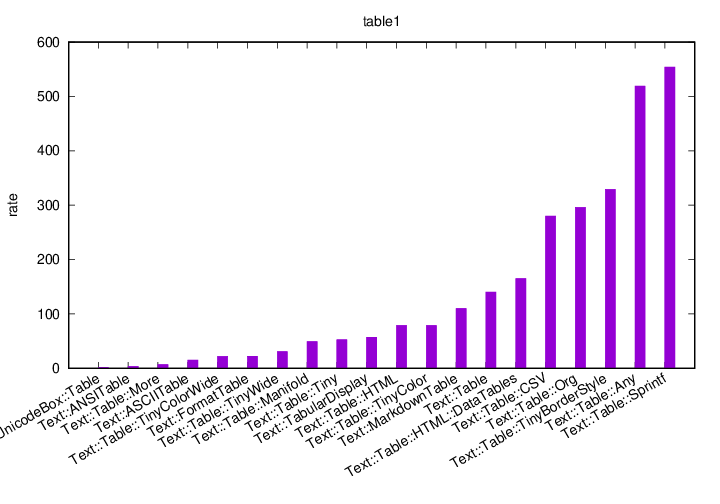 table1
600
500
400
300
200
100
0
rate
UnicodeBox::Table
Text::ANSITable
Text::Table::More
Text::ASCIITable
Text::Table::TinyColorWide
Text::FormatTable
Text::Table::TinyWide
Text::Table::Manifold
Text::Table::Tiny
Text::TabularDisplay
Text::Table::HTML
Text::Table::TinyColor
Text::MarkdownTable
Text::Table
Text::Table::HTML::DataTables
Text::Table::CSV
Text::Table::Org
Text::Table::TinyBorderStyle
Text::Table::Any
Text::Table::Sprintf